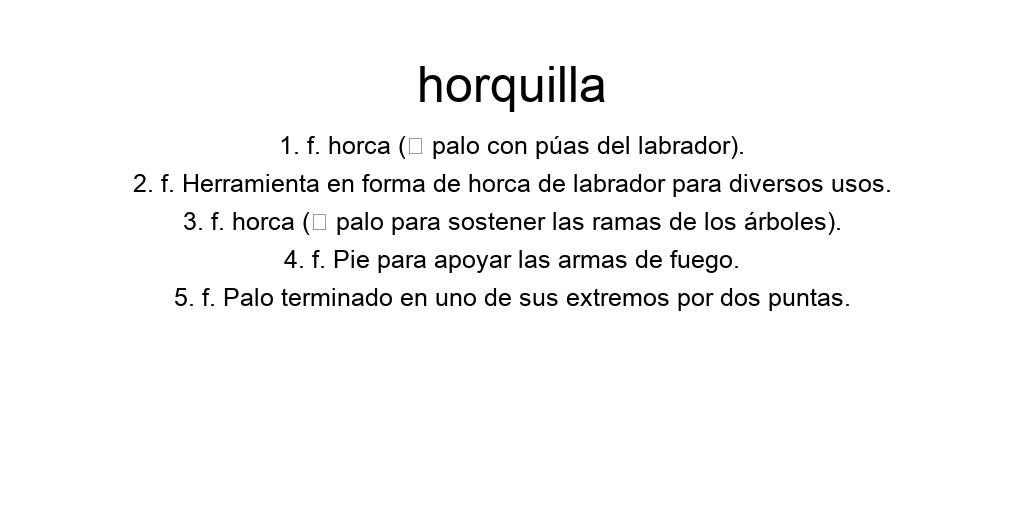 horquilla
1. f. horca (□ palo con púas del labrador).
2. f. Herramienta en forma de horca de labrador para diversos usos.
3. f. horca (□ palo para sostener las ramas de los árboles).
4. f. Pie para apoyar las armas de fuego.
5. f. Palo terminado en uno de sus extremos por dos puntas.